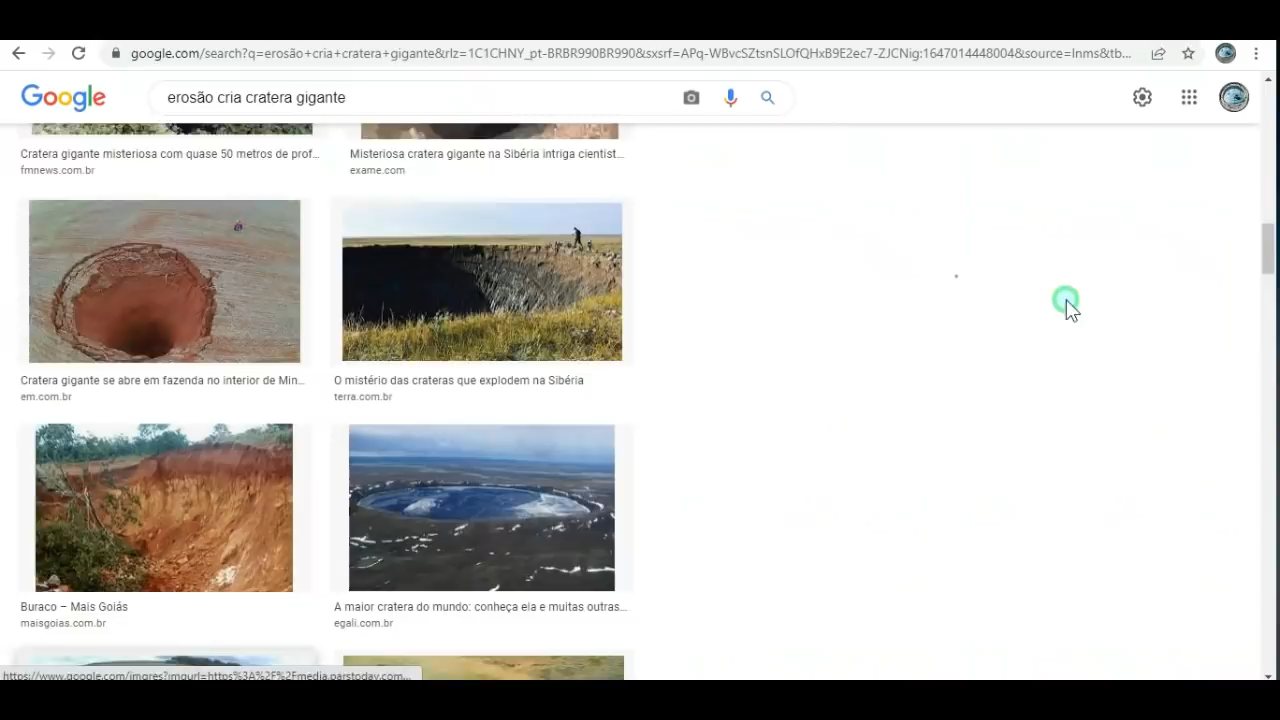 google.com/search?q=erosão+cria+cratera+gigante&rlz=1C1CHNY_pt-BRBR990BR990&sxsrf=APq-WBvcSZtsnSLOfQHxB9E2ec7-ZJCNig:1647014448004&source=lnms&tb...
Google
erosão cria cratera gigante
Cratera gigante misteriosa com quase 50 metros de prof...
Misteriosa cratera gigante na Sibéria intriga cientist...
fmnews.com.br
exame.com
Cratera gigante se abre em fazenda no interior de Min...
O mistério das crateras que explodem na Sibéria
em.com.br
terra.com.br
Buraco – Mais Goiás
A maior cratera do mundo: conheça ela e muitas outras...
maisgoias.com.br
egali.com.br
https://www.google.com/imgres?imgurl=https%3A%2F%2Fmedia.parstoday.com...